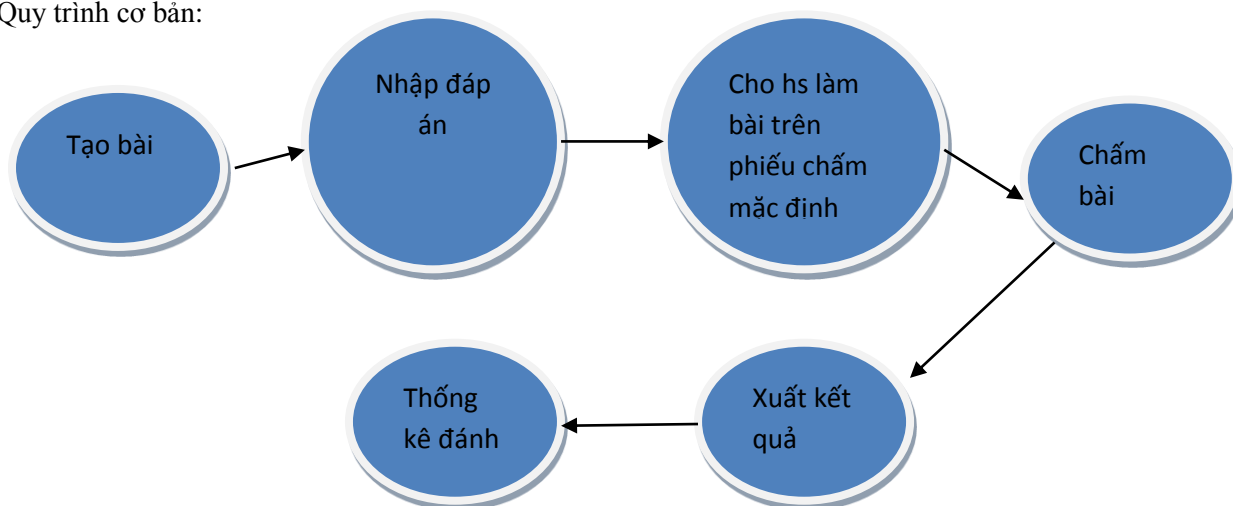 Quy trình cơ bản:
Tạo bài
Nhập đáp
án
Cho hs làm
bài trên
phiếu chấm
mặc định
Chấm
bài
Xuất kết
quả
Thống
kê đánh